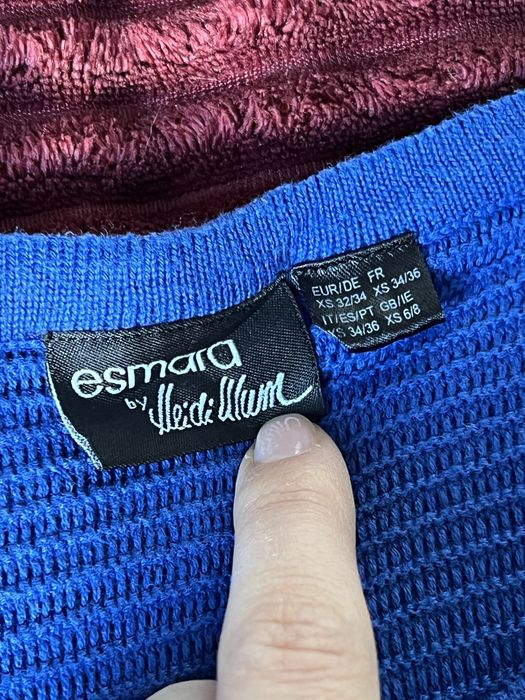 esmara
by Heidi Klum
EUR/DE FR
XS 32/34 XS 34/36
IT/ES/PT GB/IE
XS 34/36 XS 6/8